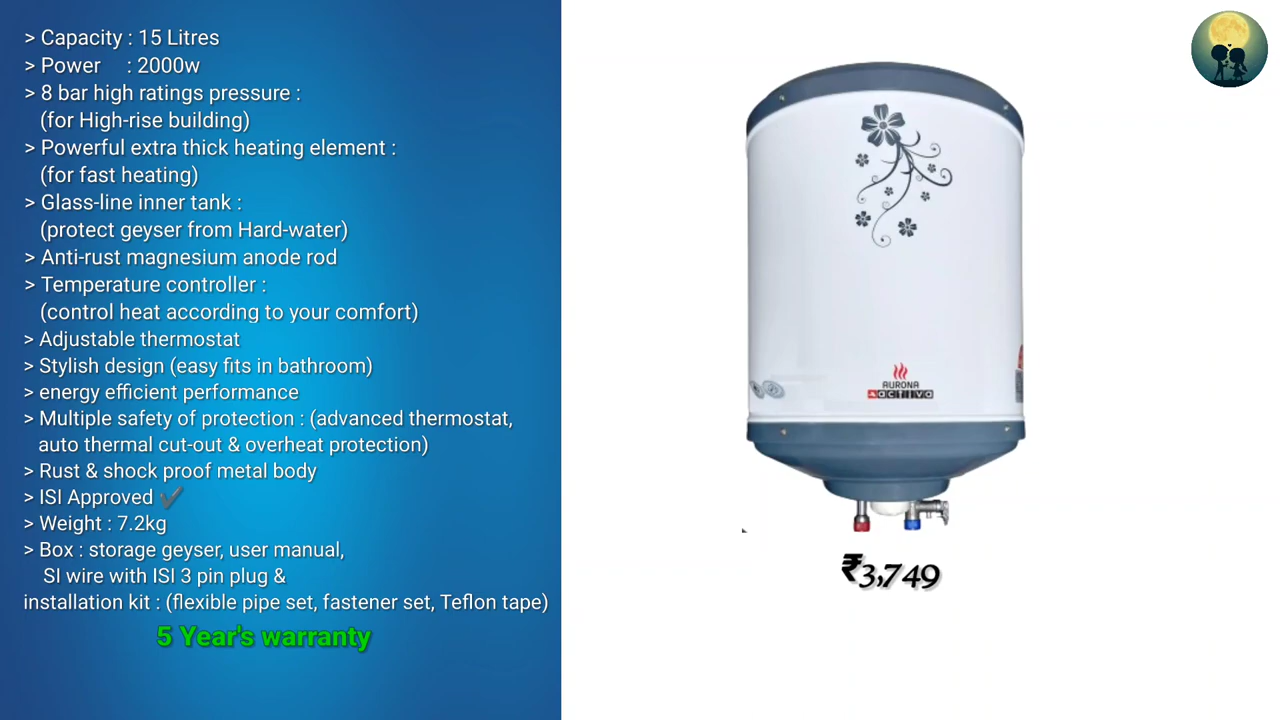 > Capacity : 15 Litres
> Power : 2000w
> 8 bar high ratings pressure :
(for High-rise building)
> Powerful extra thick heating element :
(for fast heating)
> Glass-line inner tank :
(protect geyser from Hard-water)
> Anti-rust magnesium anode rod
> Temperature controller :
(control heat according to your comfort)
> Adjustable thermostat
> Stylish design (easy fits in bathroom)
> energy efficient performance
> Multiple safety of protection : (advanced thermostat,
auto thermal cut-out & overheat protection)
> Rust & shock proof metal body
> ISI Approved ✔
> Weight : 7.2kg
> Box : storage geyser, user manual,
SI wire with ISI 3 pin plug &
installation kit : (flexible pipe set, fastener set, Teflon tape)
5 Year's warranty
AURONA
activa
₹3,749